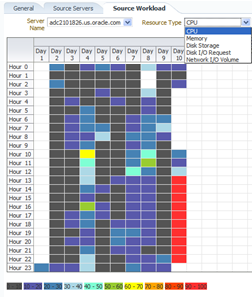 General Source Servers Source Workload
Server Name adc2101826.us.oracle.com Resource Type CPU
CPU
Memory
Disk Storage
Disk I/O Request
Network I/O Volume
Day 1 Day 2 Day 3 Day 4 Day 5 Day 6 Day 7 Day 8 Day 9 Day 10
Hour 0
Hour 1
Hour 2
Hour 3
Hour 4
Hour 5
Hour 6
Hour 7
Hour 8
Hour 9
Hour 10
Hour 11
Hour 12
Hour 13
Hour 14
Hour 15
Hour 16
Hour 17
Hour 18
Hour 19
Hour 20
Hour 21
Hour 22
Hour 23
20 - 30 30 - 40 40 - 50 50 - 60 60 - 70 70 - 80 80 - 90 90 - 100